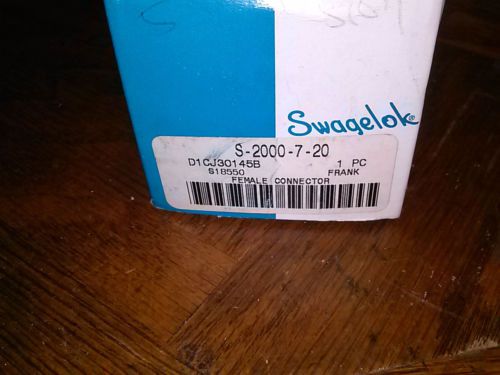 Swagelok®
S-2000-7-20
D1CJ30145B 1 PC
S18550 FRANK
FEMALE CONNECTOR